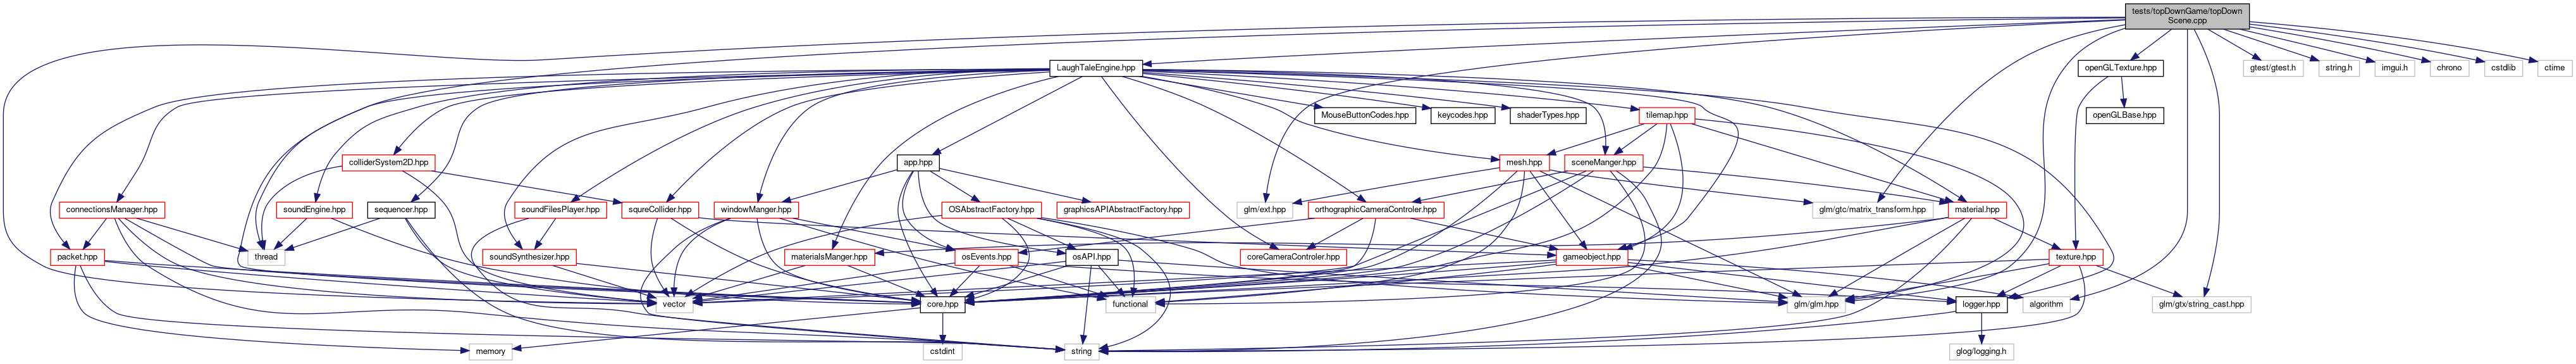 tests/topDownGame/topDown
Scene.cpp
LaughTaleEngine.hpp
openGLTexture.hpp
gtest/gtest.h
string.h
imgui.h
chrono
cstdlib
ctime
MouseButtonCodes.hpp
keycodes.hpp
shaderTypes.hpp
tilemap.hpp
openGLBase.hpp
colliderSystem2D.hpp
app.hpp
mesh.hpp
sceneManger.hpp
connectionsManager.hpp
soundEngine.hpp
sequencer.hpp
soundFilesPlayer.hpp
squreCollider.hpp
windowManger.hpp
OSAbstractFactory.hpp
graphicsAPIAbstractFactory.hpp
glm/ext.hpp
orthographicCameraControler.hpp
glm/gtc/matrix_transform.hpp
material.hpp
packet.hpp
thread
soundSynthesizer.hpp
materialsManger.hpp
osEvents.hpp
osAPI.hpp
coreCameraControler.hpp
gameobject.hpp
texture.hpp
vector
core.hpp
functional
glm/glm.hpp
logger.hpp
algorithm
glm/gtx/string_cast.hpp
memory
cstdint
string
glog/logging.h